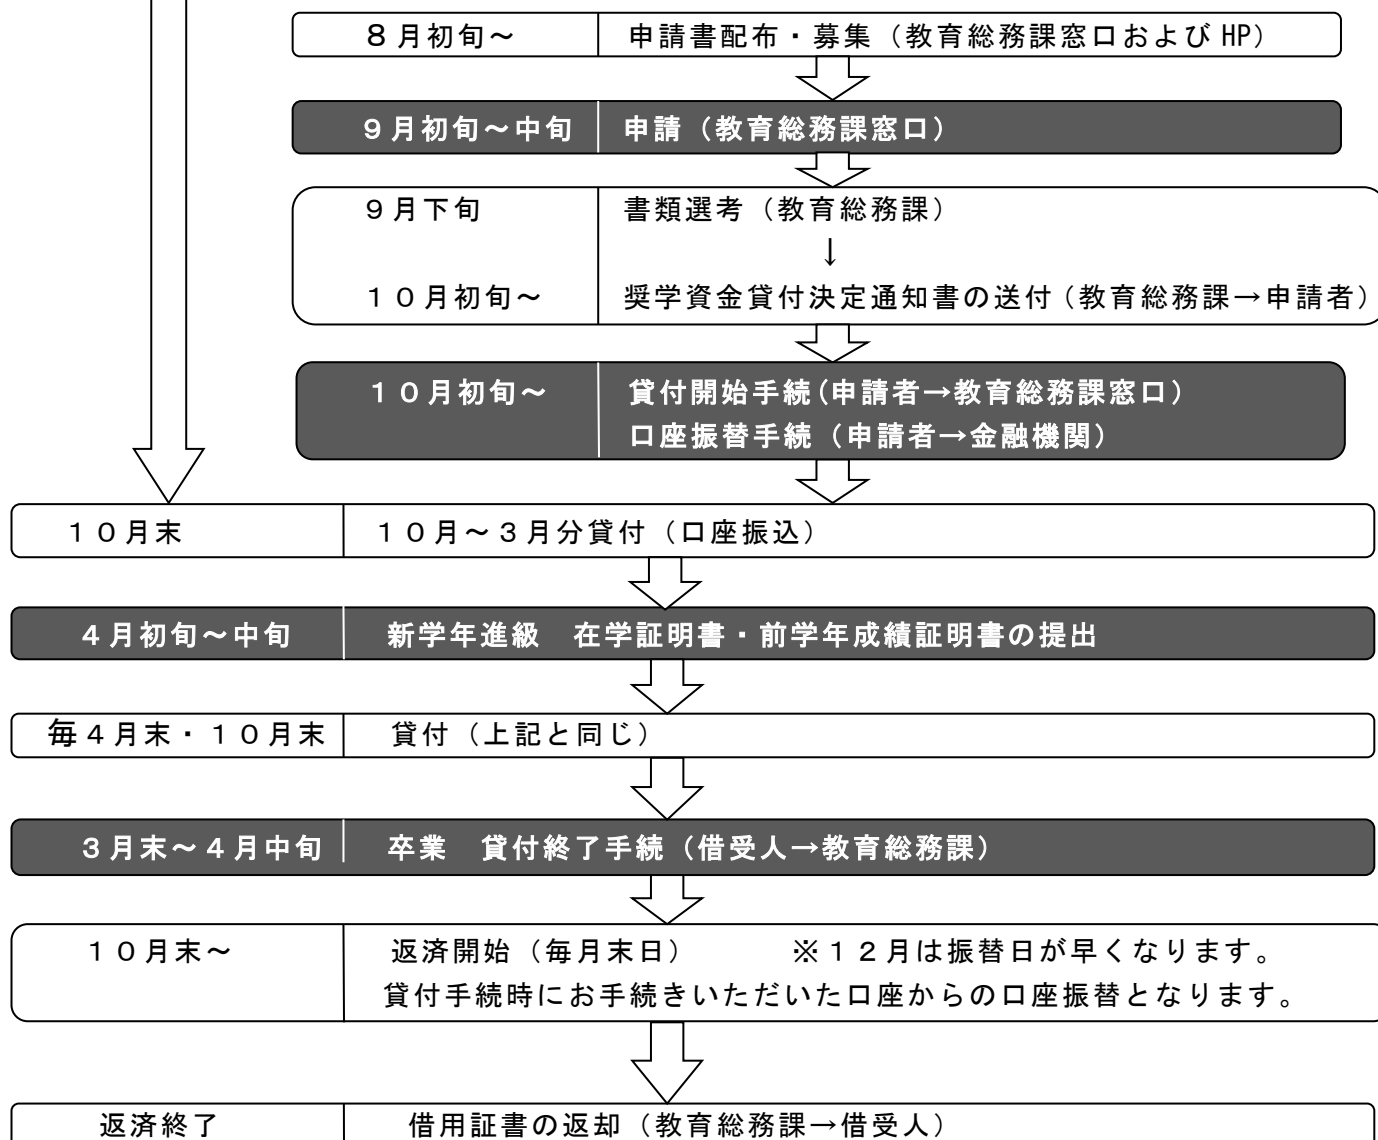 ８月初旬～　申請書配布・募集（教育総務課窓口および HP）
９月初旬～中旬　申請（教育総務課窓口）
９月下旬　書類選考（教育総務課）
↓
１０月初旬～　奨学資金貸付決定通知書の送付（教育総務課→申請者）
１０月初旬～　貸付開始手続（申請者→教育総務課窓口）
口座振替手続（申請者→金融機関）
１０月末　１０月～３月分貸付（口座振込）
４月初旬～中旬　新学年進級　在学証明書・前学年成績証明書の提出
毎４月末・１０月末　貸付（上記と同じ）
３月末～４月中旬　卒業　貸付終了手続（借受人→教育総務課）
１０月末～　返済開始（毎月末日）　※１２月は振替日が早くなります。
貸付手続時にお手続きいただいた口座からの口座振替となります。
返済終了　借用証書の返却（教育総務課→借受人）